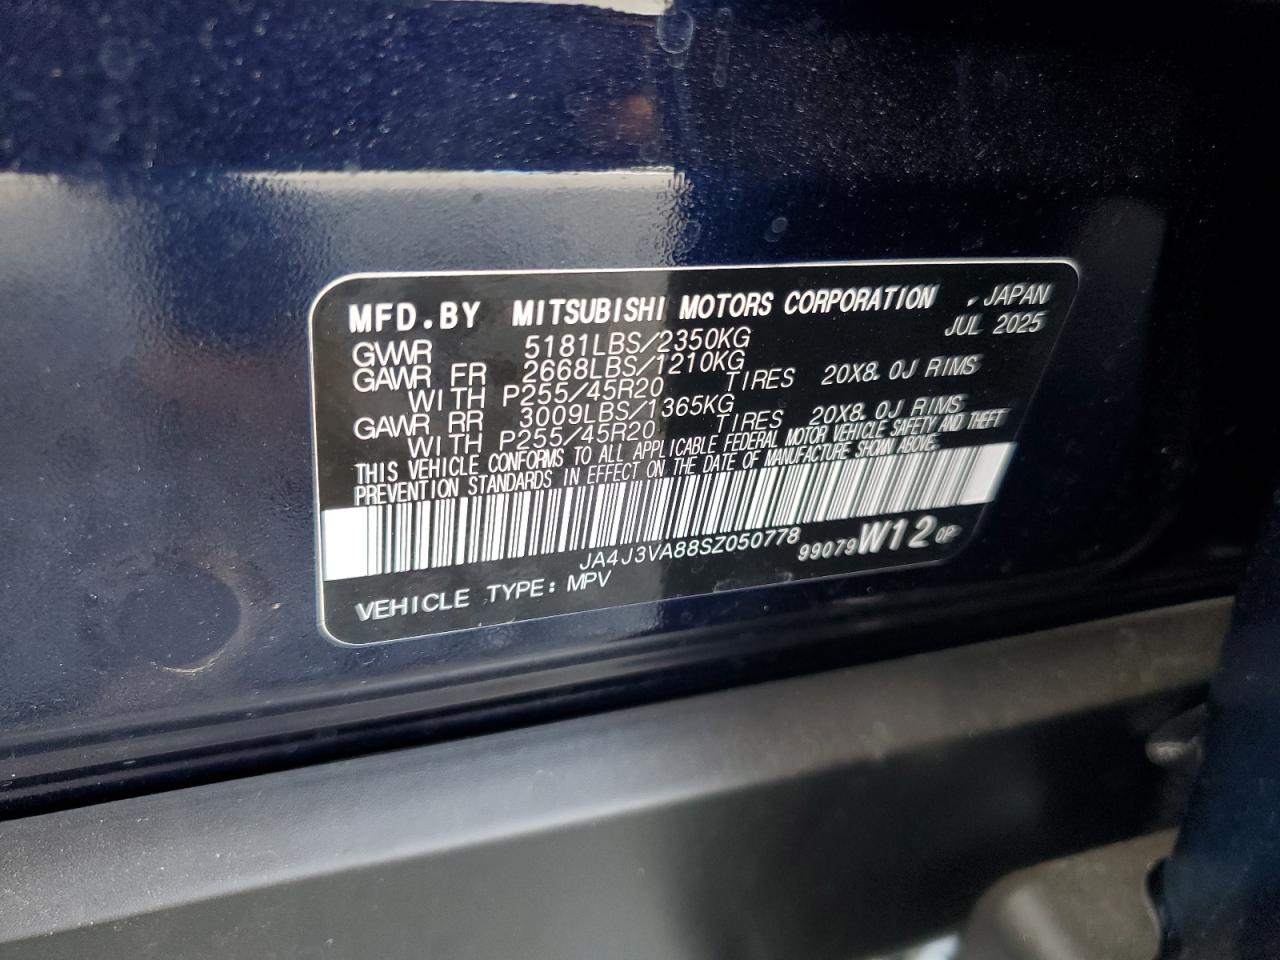 MFD.BY MITSUBISHI MOTORS CORPORATION , JAPAN
JUL 2025
GVWR 5181LBS/2350KG
GAWR FR 2668LBS/1210KG
WITH P255/45R20 TIRES 20X8.0J RIMS
GAWR RR 3009LBS/1365KG
WITH P255/45R20 TIRES 20X8.0J RIMS
THIS VEHICLE CONFORMS TO ALL APPLICABLE FEDERAL MOTOR VEHICLE SAFETY AND THEFT
PREVENTION STANDARDS IN EFFECT ON THE DATE OF MANUFACTURE SHOWN ABOVE.
JA4J3VA88SZ050778 99079W120P
VEHICLE TYPE: MPV